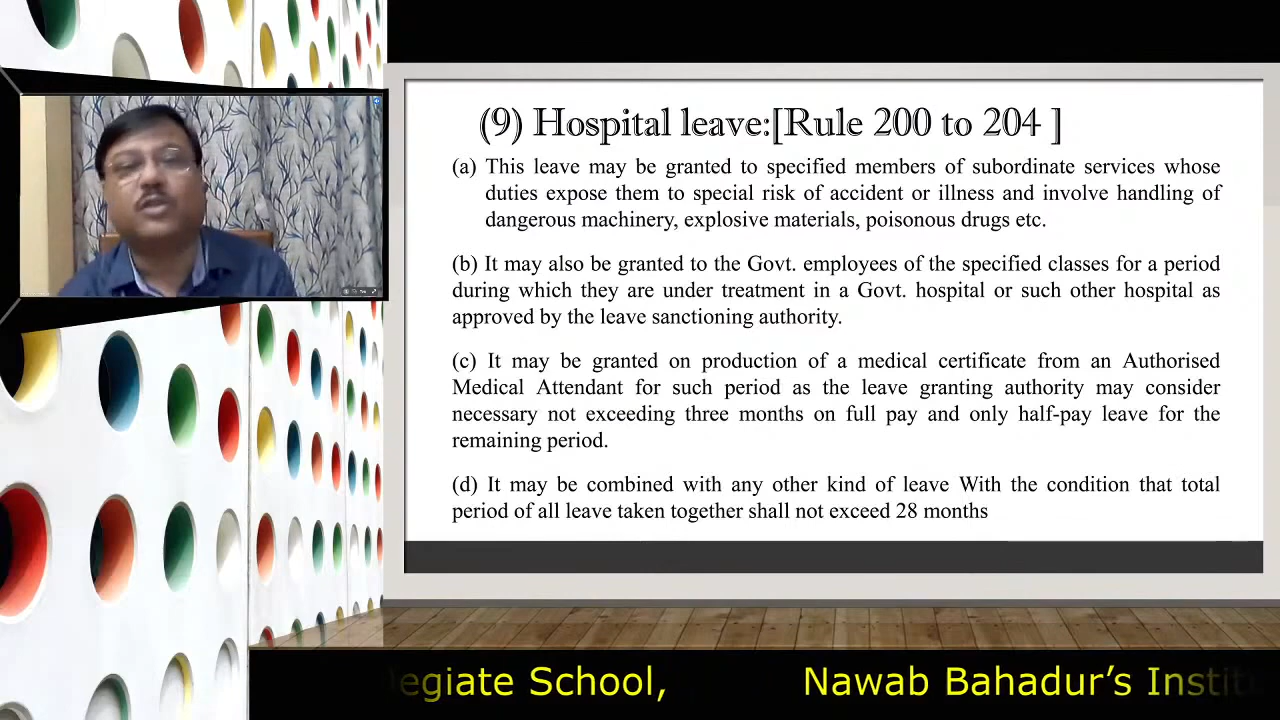 (9) Hospital leave:[Rule 200 to 204 ]
(a) This leave may be granted to specified members of subordinate services whose
duties expose them to special risk of accident or illness and involve handling of
dangerous machinery, explosive materials, poisonous drugs etc.
(b) It may also be granted to the Govt. employees of the specified classes for a period
during which they are under treatment in a Govt. hospital or such other hospital as
approved by the leave sanctioning authority.
(c) It may be granted on production of a medical certificate from an Authorised
Medical Attendant for such period as the leave granting authority may consider
necessary not exceeding three months on full pay and only half-pay leave for the
remaining period.
(d) It may be combined with any other kind of leave With the condition that total
period of all leave taken together shall not exceed 28 months
legiate School, Nawab Bahadur's Instit